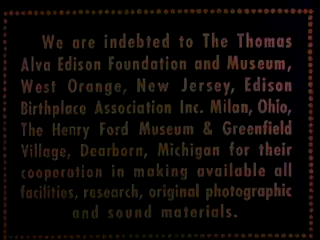 We are indebted to The Thomas
Alva Edison Foundation and Museum,
West Orange, New Jersey, Edison
Birthplace Association Inc. Milan, Ohio,
The Henry Ford Museum & Greenfield
Village, Dearborn, Michigan for their
cooperation in making available all
facilities, research, original photographic
and sound materials.